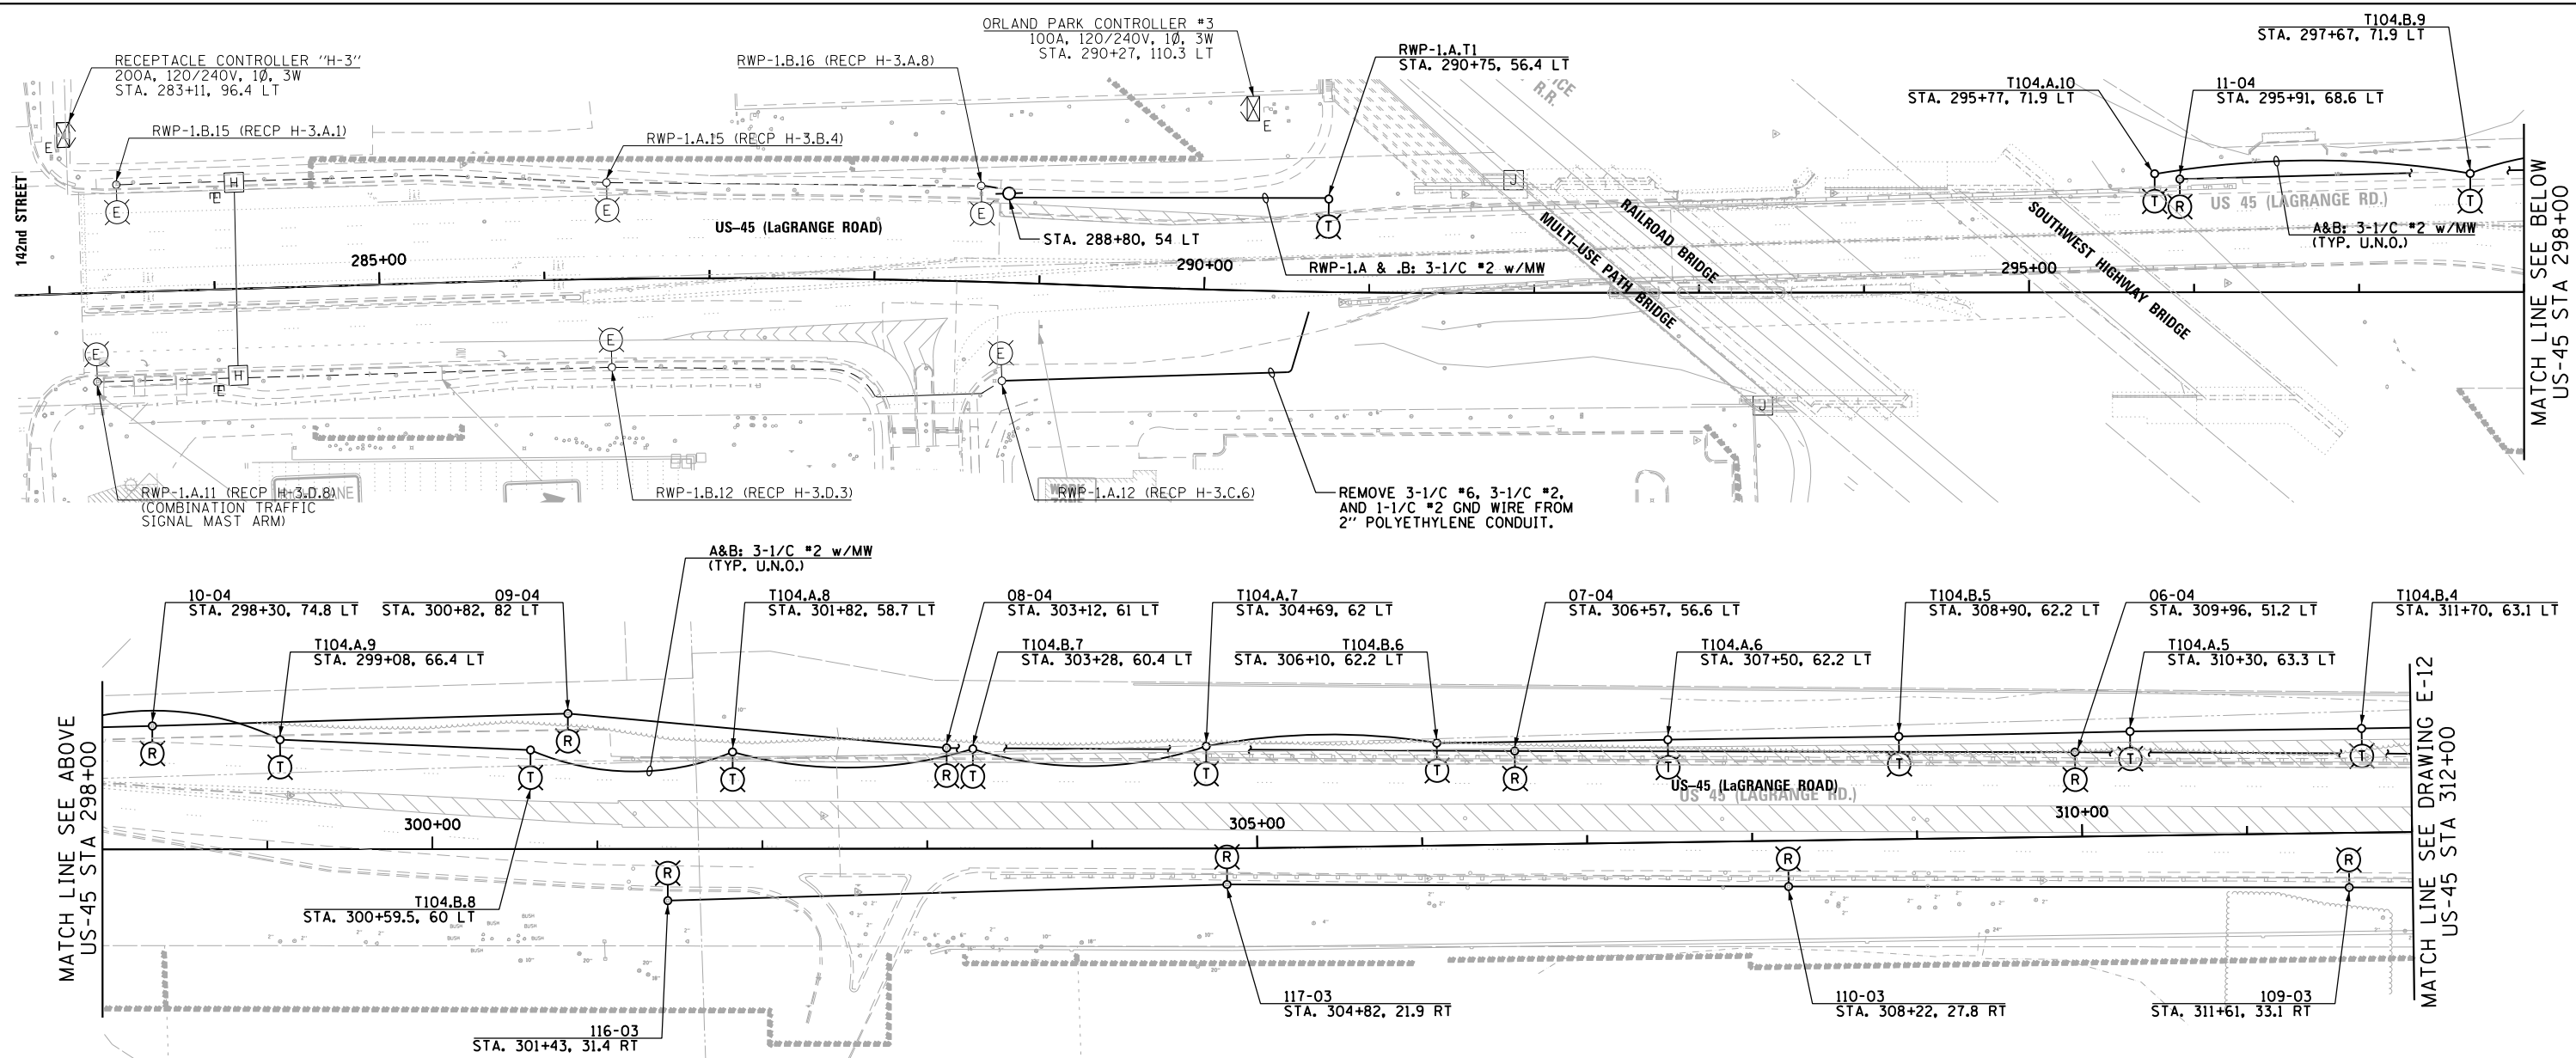 RECEPTACLE CONTROLLER "H-3"
200A, 120/240V, 1Ø, 3W
STA. 283+11, 96.4 LT
ORLAND PARK CONTROLLER #3
100A, 120/240V, 1Ø, 3W
STA. 290+27, 110.3 LT
RWP-1.B.16 (RECP H-3.A.8)
RWP-1.A.T1
STA. 290+75, 56.4 LT
T104.B.9
STA. 297+67, 71.9 LT
T104.A.10
STA. 295+77, 71.9 LT
11-04
STA. 295+91, 68.6 LT
RWP-1.B.15 (RECP H-3.A.1)
RWP-1.A.15 (RECP H-3.B.4)
R.R.
E
E
J
H
E
E
E
E
T
T
R
T
142nd STREET
US-45 (LaGRANGE ROAD)
STA. 288+80, 54 LT
RWP-1.A & .B: 3-1/C #2 w/MW
MULTI-USE PATH BRIDGE
RAILROAD BRIDGE
SOUTHWEST HIGHWAY BRIDGE
US 45 (LAGRANGE RD.)
A&B: 3-1/C #2 w/MW
(TYP. U.N.O.)
285+00
290+00
295+00
MATCH LINE SEE BELOW
US-45 STA 298+00
E
E
E
H
E
J
RWP-1.A.11 (RECP H-3.D.8)
(COMBINATION TRAFFIC
SIGNAL MAST ARM)
RWP-1.B.12 (RECP H-3.D.3)
WORK
RWP-1.A.12 (RECP H-3.C.6)
REMOVE 3-1/C #6, 3-1/C #2,
AND 1-1/C #2 GND WIRE FROM
2" POLYETHYLENE CONDUIT.
A&B: 3-1/C #2 w/MW
(TYP. U.N.O.)
10-04
STA. 298+30, 74.8 LT
09-04
STA. 300+82, 82 LT
T104.A.8
STA. 301+82, 58.7 LT
08-04
STA. 303+12, 61 LT
T104.A.7
STA. 304+69, 62 LT
07-04
STA. 306+57, 56.6 LT
T104.B.5
STA. 308+90, 62.2 LT
06-04
STA. 309+96, 51.2 LT
T104.B.4
STA. 311+70, 63.1 LT
T104.A.9
STA. 299+08, 66.4 LT
T104.B.7
STA. 303+28, 60.4 LT
T104.B.6
STA. 306+10, 62.2 LT
T104.A.6
STA. 307+50, 62.2 LT
T104.A.5
STA. 310+30, 63.3 LT
MATCH LINE SEE ABOVE
US-45 STA 298+00
R
T
T
R
T
R
T
T
T
R
T
T
R
T
T
US-45 (LaGRANGE ROAD)
US 45 (LAGRANGE RD.)
300+00
305+00
310+00
MATCH LINE SEE DRAWING E-12
US-45 STA 312+00
R
R
R
R
T104.B.8
STA. 300+59.5, 60 LT
BUSH
BUSH
BUSH
BUSH
BUSH
116-03
STA. 301+43, 31.4 RT
117-03
STA. 304+82, 21.9 RT
110-03
STA. 308+22, 27.8 RT
109-03
STA. 311+61, 33.1 RT